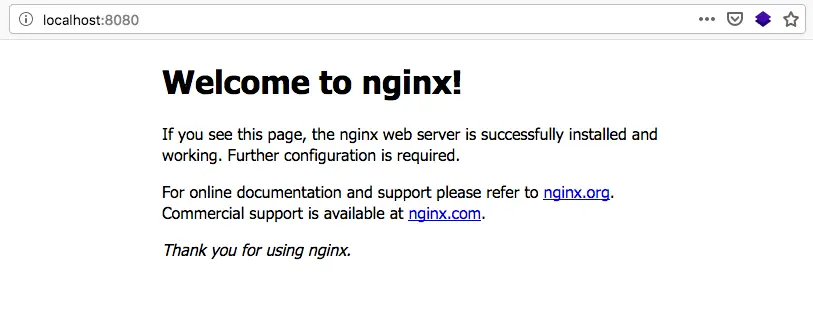 localhost:8080
Welcome to nginx!
If you see this page, the nginx web server is successfully installed and
working. Further configuration is required.
For online documentation and support please refer to nginx.org.
Commercial support is available at nginx.com.
Thank you for using nginx.